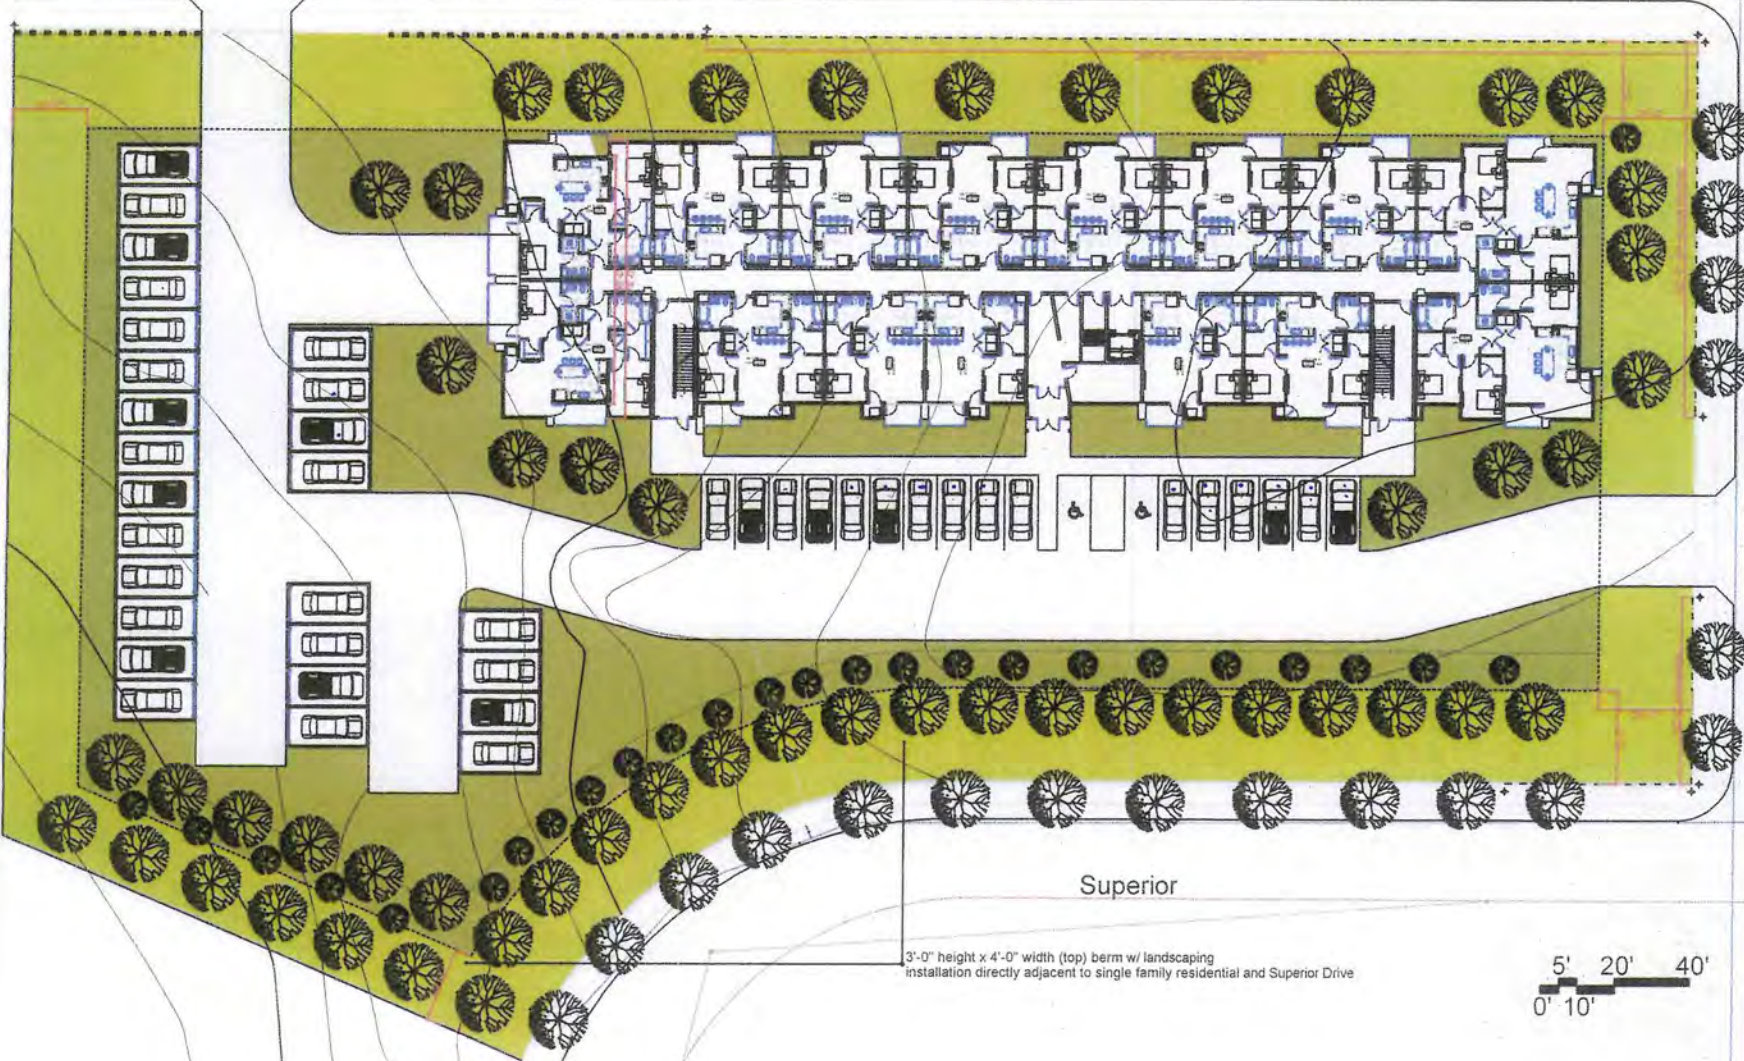 Superior
3'-0" height x 4'-0" width (top) berm w/ landscaping
installation directly adjacent to single family residential and Superior Drive
5' 20' 40'
0' 10'